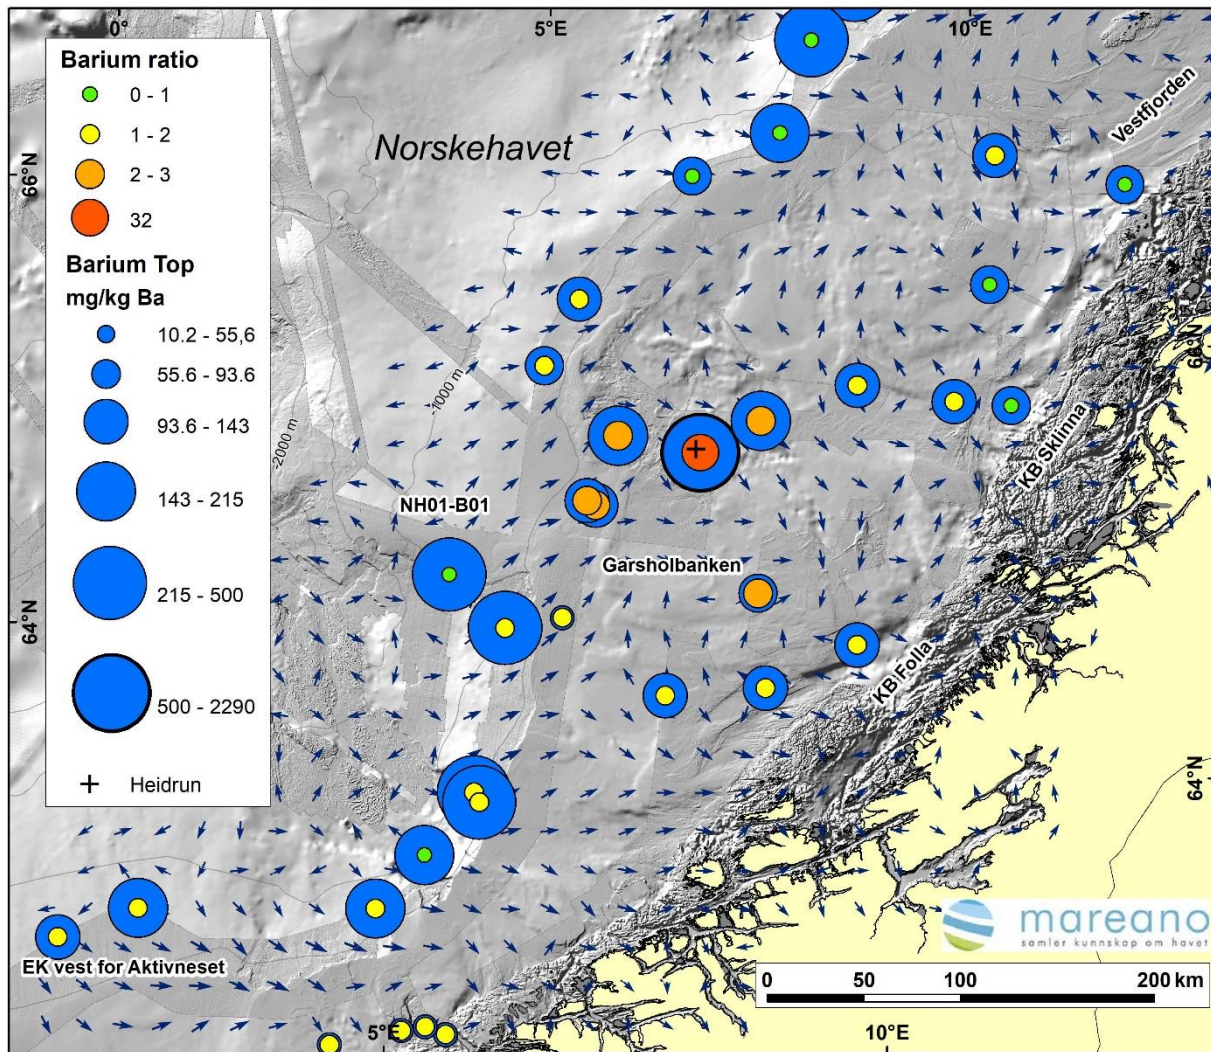 0°
5°E
10°E
Barium ratio
0 - 1
1 - 2
2 - 3
32
Barium Top
mg/kg Ba
10.2 - 55,6
55.6 - 93.6
93.6 - 143
143 - 215
215 - 500
500 - 2290
Heidrun
Norskehavet
Vestfjorden
66°N
66°N
-1000 m
-2000 m
KB Sklinna
NH01-B01
Garsholbanken
64°N
KB Folla
64°N
EK vest for Aktivneset
mareano
samler kunnskap om havet
0 50 100 200 km
5°E
10°E